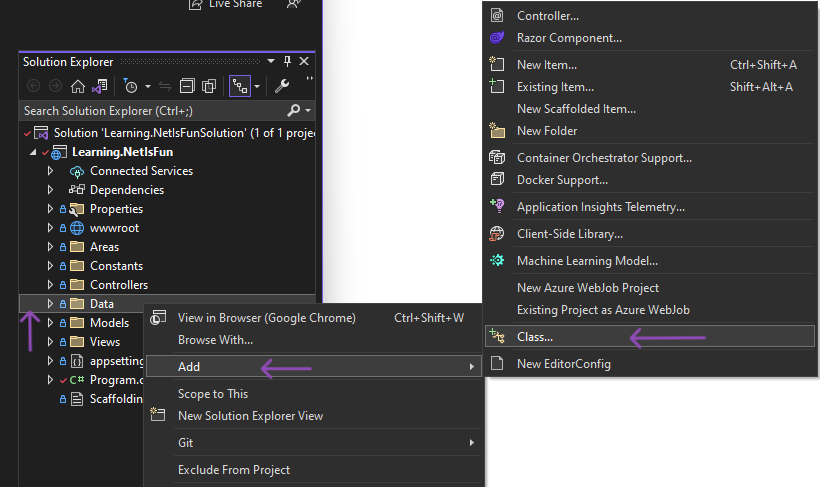 Live Share
Solution Explorer
Search Solution Explorer (Ctrl+;)
Solution 'Learning.NetIsFunSolution' (1 of 1 proje
Learning.NetIsFun
Connected Services
Dependencies
Properties
wwwroot
Areas
Constants
Controllers
Data
Models
Views
appsetting
Program.c
Scaffoldin
View in Browser (Google Chrome) Ctrl+Shift+W
Browse With...
Add
Scope to This
New Solution Explorer View
Git
Exclude From Project
Controller...
Razor Component...
New Item... Ctrl+Shift+A
Existing Item... Shift+Alt+A
New Scaffolded Item...
New Folder
Container Orchestrator Support...
Docker Support...
Application Insights Telemetry...
Client-Side Library...
Machine Learning Model...
New Azure WebJob Project
Existing Project as Azure WebJob
Class...
New EditorConfig